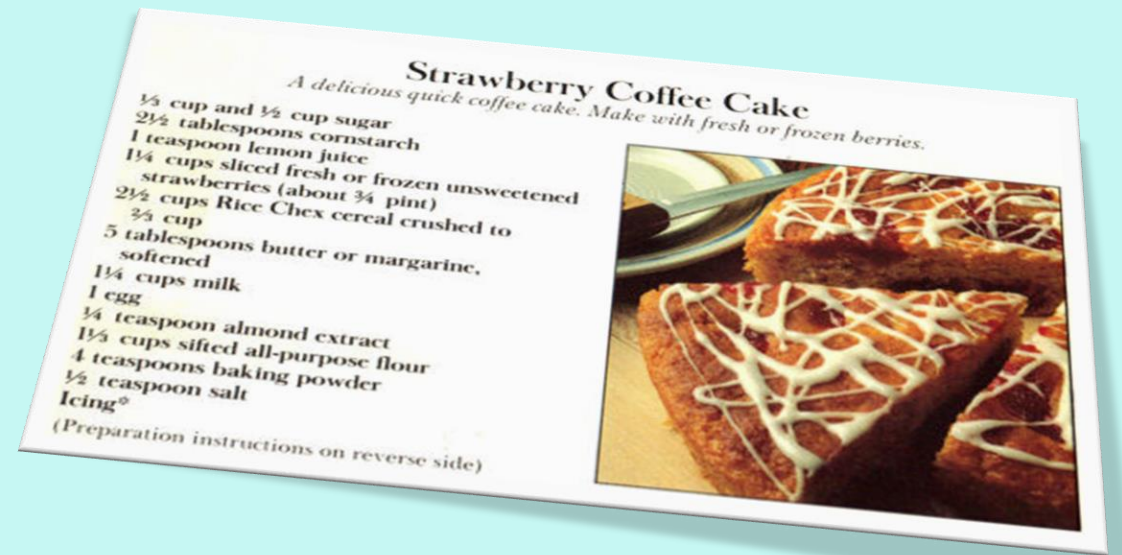 Strawberry Coffee Cake
A delicious quick coffee cake. Make with fresh or frozen berries.
⅓ cup and ½ cup sugar
2½ tablespoons cornstarch
1 teaspoon lemon juice
1¼ cups sliced fresh or frozen unsweetened
strawberries (about ¾ pint)
2½ cups Rice Chex cereal crushed to
⅔ cup
5 tablespoons butter or margarine,
softened
1¼ cups milk
1 egg
¼ teaspoon almond extract
1⅓ cups sifted all-purpose flour
4 teaspoons baking powder
½ teaspoon salt
Icing*
(Preparation instructions on reverse side)